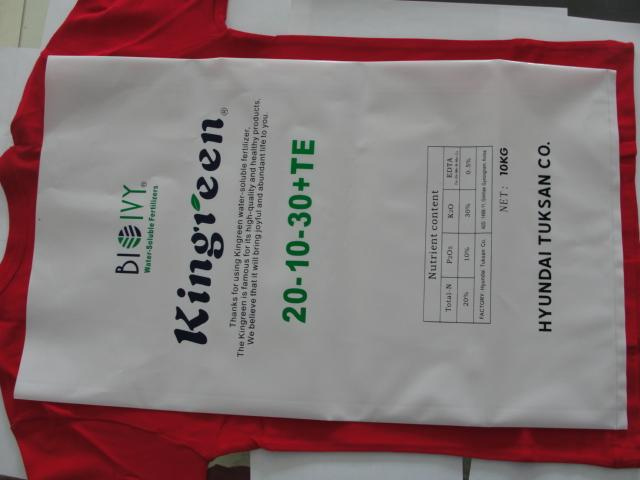 BIOIVY®
Water-Soluble Fertilizers
Kingreen®
Thanks for using Kingreen water-soluble fertilizer,
The Kingreen is famous for its high-quality and healthy products,
We believe that it will bring joyful and abundant life to you.
20-10-30+TE
Nutrient content
Total-N P₂O₅ K₂O EDTA
20% 10% 30% 0.5%
FACTORY: Hyundai Tuksan Co.
NET: 10KG
HYUNDAI TUKSAN CO.